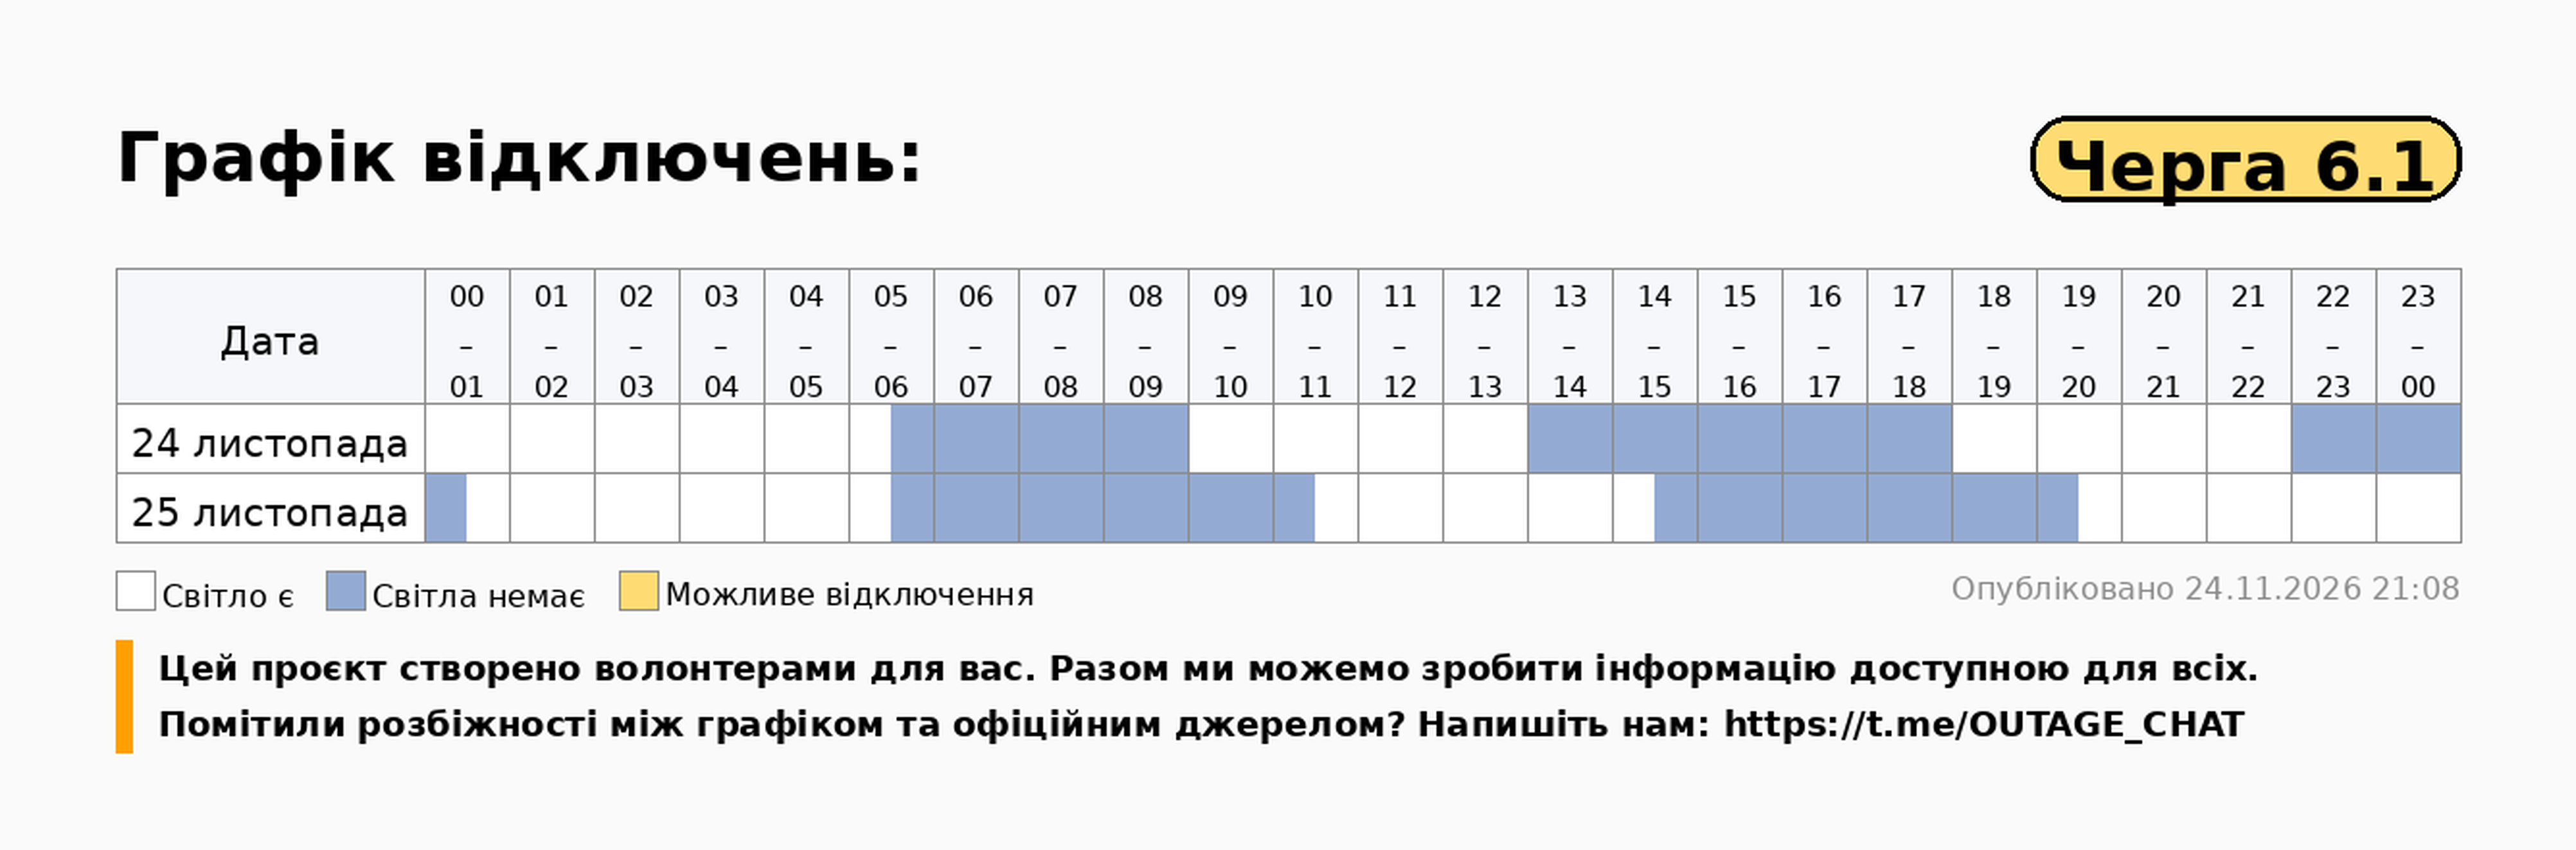 Графік відключень:
Черга 6.1
Дата
00 – 01
01 – 02
02 – 03
03 – 04
04 – 05
05 – 06
06 – 07
07 – 08
08 – 09
09 – 10
10 – 11
11 – 12
12 – 13
13 – 14
14 – 15
15 – 16
16 – 17
17 – 18
18 – 19
19 – 20
20 – 21
21 – 22
22 – 23
23 – 00
24 листопада
25 листопада
Світло є
Світла немає
Можливе відключення
Опубліковано 24.11.2026 21:08
Цей проєкт створено волонтерами для вас. Разом ми можемо зробити інформацію доступною для всіх.
Помітили розбіжності між графіком та офіційним джерелом? Напишіть нам: https://t.me/OUTAGE_CHAT